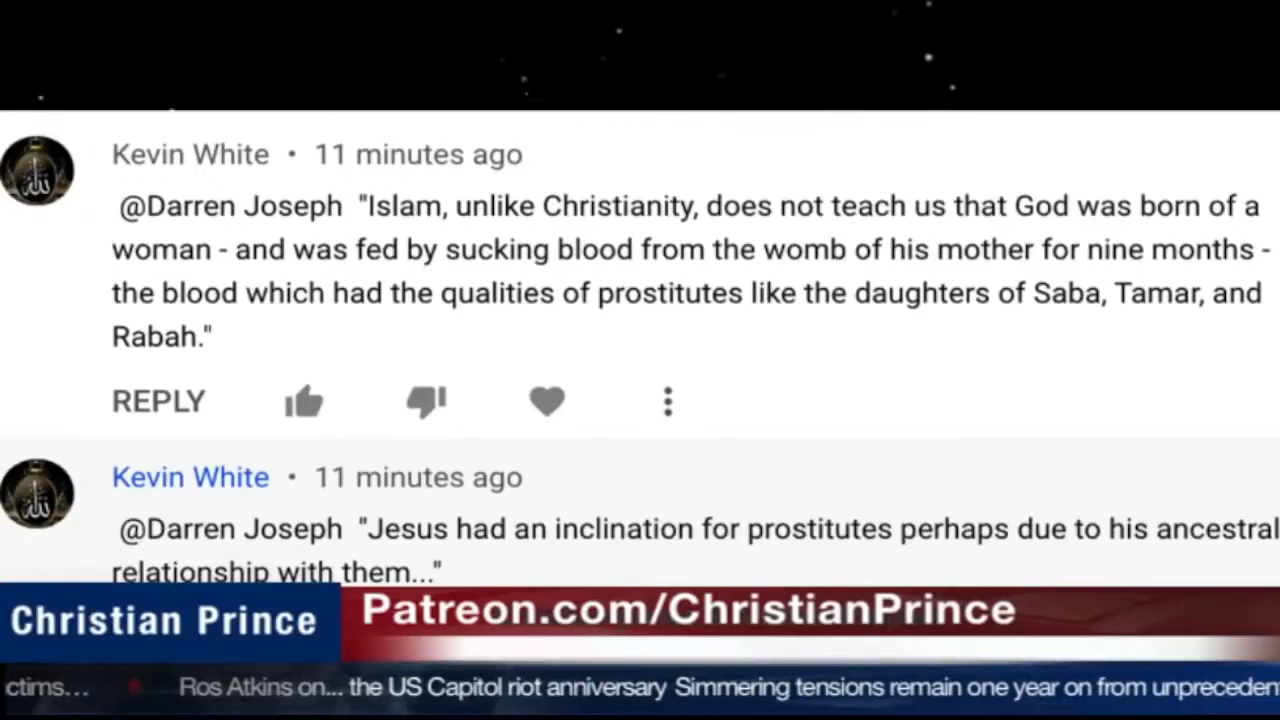 Kevin White • 11 minutes ago
@Darren Joseph "Islam, unlike Christianity, does not teach us that God was born of a
woman - and was fed by sucking blood from the womb of his mother for nine months -
the blood which had the qualities of prostitutes like the daughters of Saba, Tamar, and
Rabah."
REPLY
Kevin White • 11 minutes ago
@Darren Joseph "Jesus had an inclination for prostitutes perhaps due to his ancestral
relationship with them..."
Christian Prince
Patreon.com/ChristianPrince
ctims... Ros Atkins on... the US Capitol riot anniversary Simmering tensions remain one year on from unpreceden